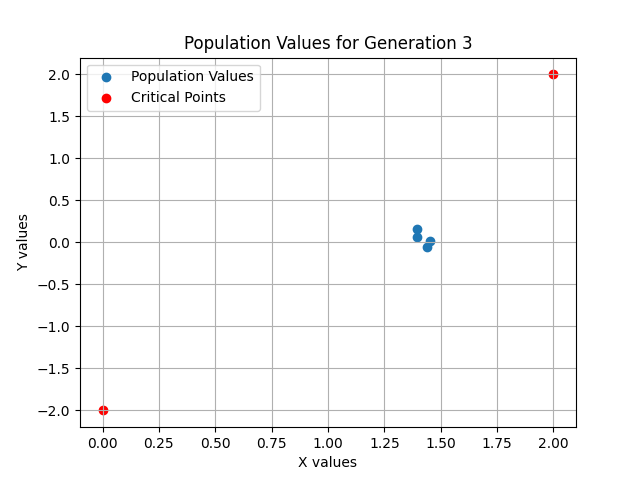 Population Values for Generation 3
Population Values
Critical Points
2.0
1.5
1.0
0.5
0.0
−0.5
−1.0
−1.5
−2.0
Y values
0.00 0.25 0.50 0.75 1.00 1.25 1.50 1.75 2.00
X values